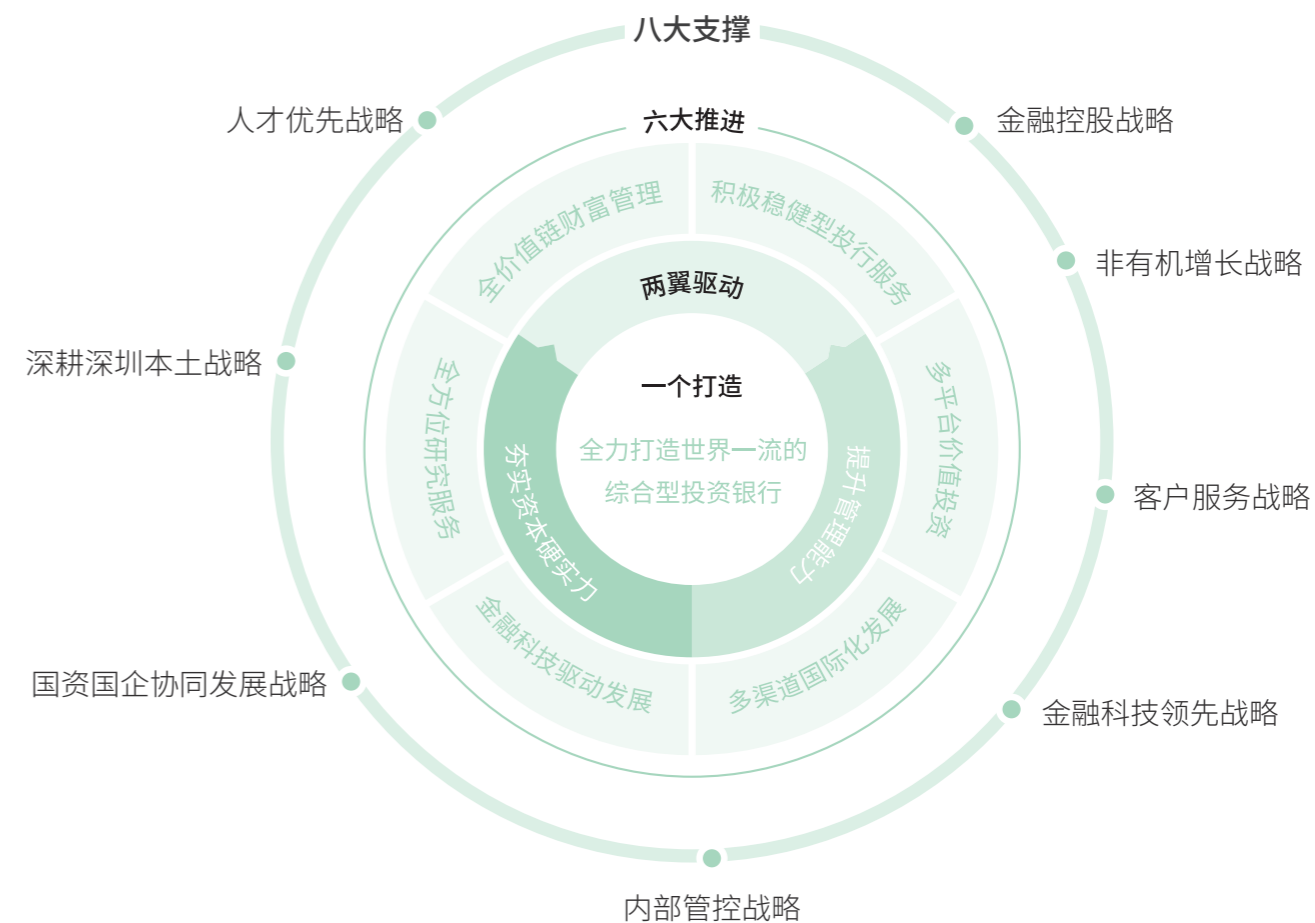 八大支撑
人才优先战略
金融控股战略
六大推进
全价值链财富管理
积极稳健型投行服务
非有机增长战略
两翼驱动
深耕深圳本土战略
全方位研究服务
多平台价值投资
一个打造
全力打造世界一流的
综合型投资银行
夯实资本硬实力
提升管理能力
客户服务战略
金融科技驱动发展
多渠道国际化发展
国资国企协同发展战略
金融科技领先战略
内部管控战略